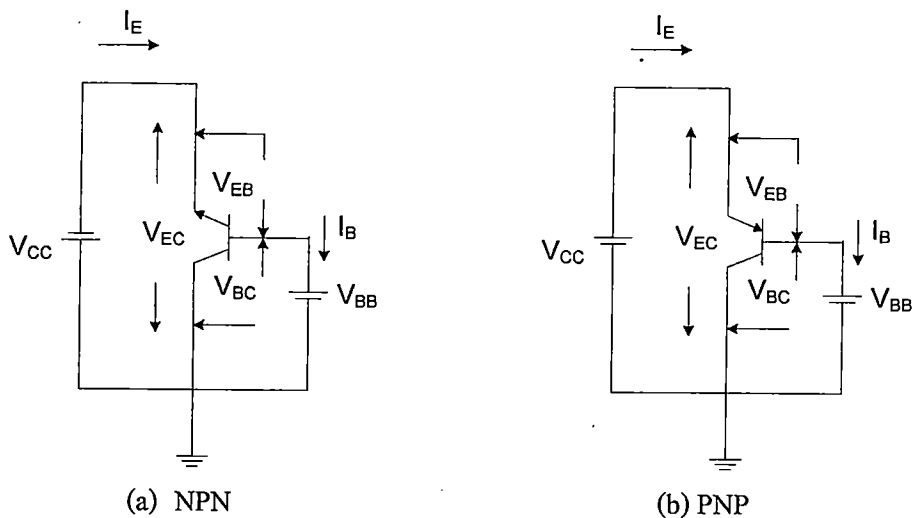 I_E
V_EB
I_B
V_CC
V_EC
V_BC
V_BB
(a) NPN
I_E
V_EB
I_B
V_CC
V_EC
V_BC
V_BB
(b) PNP